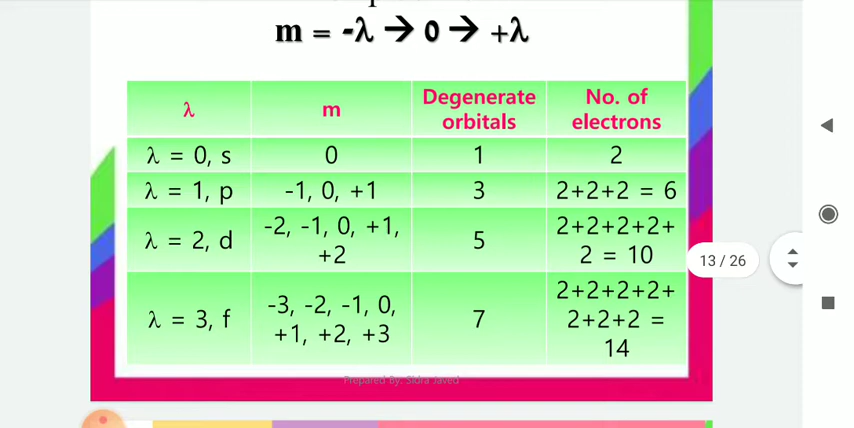 m = -λ → 0 → +λ
λ
m
Degenerate
orbitals
No. of
electrons
λ = 0, s
0
1
2
λ = 1, p
-1, 0, +1
3
2+2+2 = 6
λ = 2, d
-2, -1, 0, +1,
+2
5
2+2+2+2+
2 = 10
λ = 3, f
-3, -2, -1, 0,
+1, +2, +3
7
2+2+2+2+
2+2+2 =
14
13 / 26
Prepared By: Sidra Javed